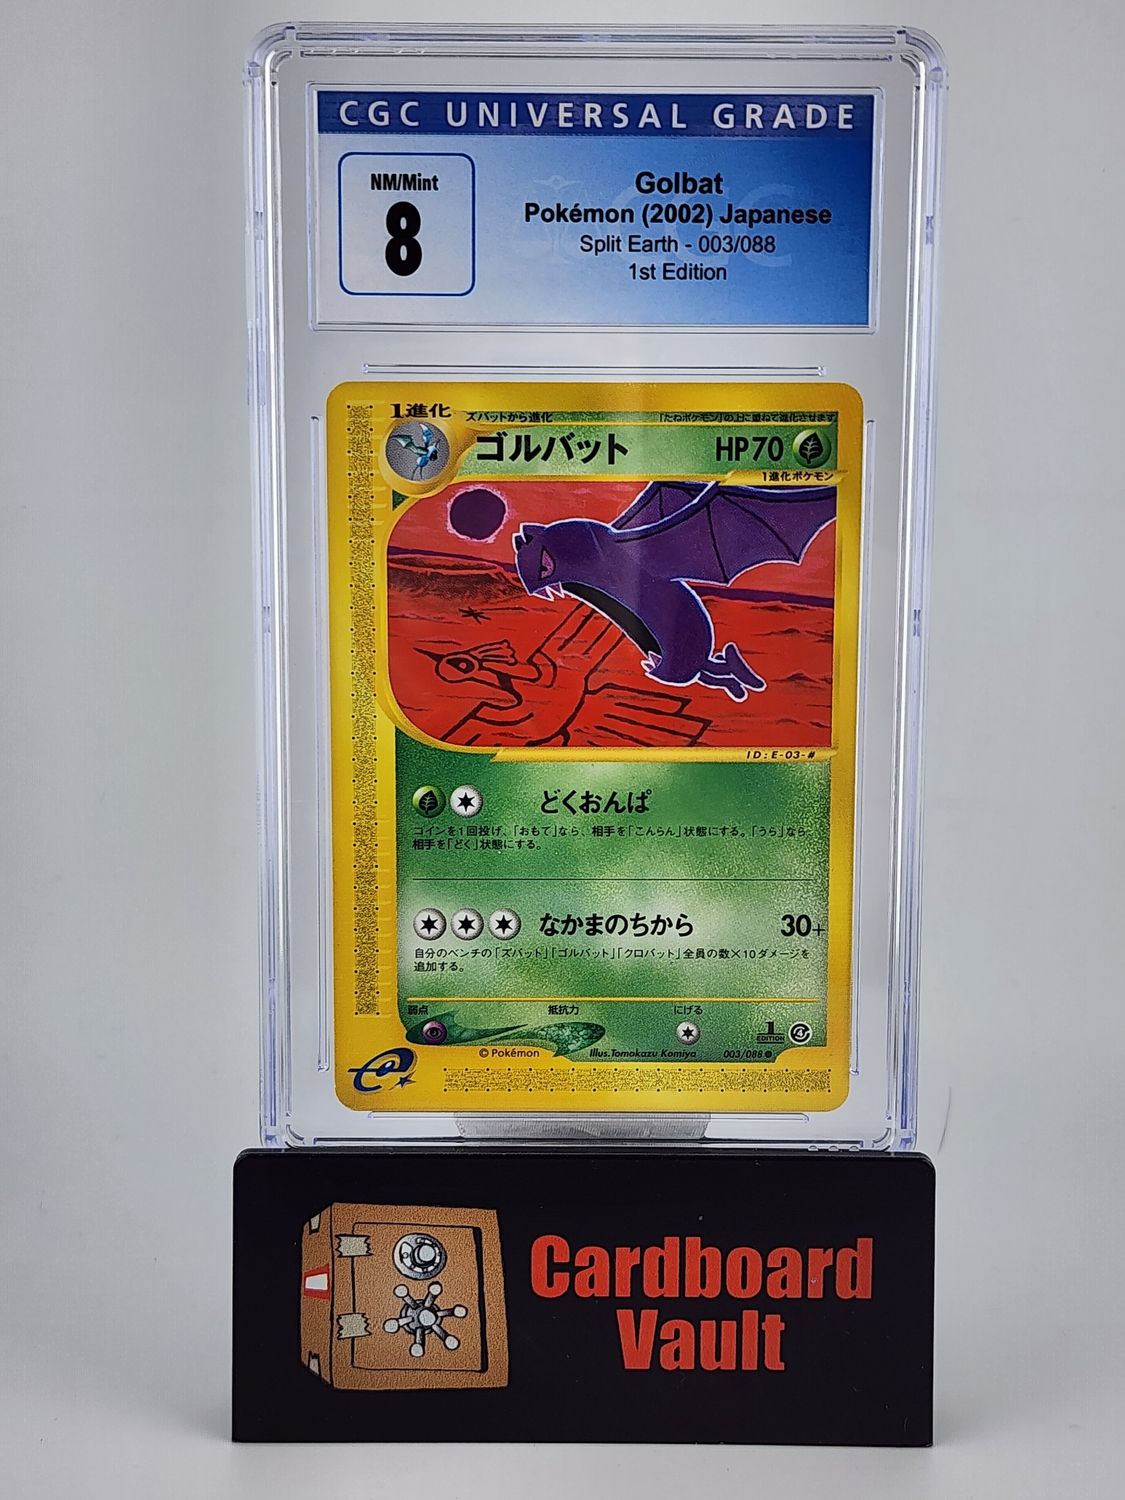 CGC UNIVERSAL GRADE
NM/Mint
8
Golbat
Pokémon (2002) Japanese
Split Earth - 003/088
1st Edition
1進化
ズバットから進化
「たねポケモン」の上に重ねて進化させます
ゴルバット
HP70
1進化ポケモン
ID:E-03-#
どくおんぱ
コインを1回投げ、「おもて」なら、相手を「こんらん」状態にする。「うら」なら、
相手を「どく」状態にする。
なかまのちから 30+
自分のベンチの「ズバット」「ゴルバット」「クロバット」全員の数×10ダメージを
追加する。
弱点 抵抗力 にげる
1 EDITION
© Pokémon Illus.Tomokazu Komiya 003/088
e
Cardboard
Vault